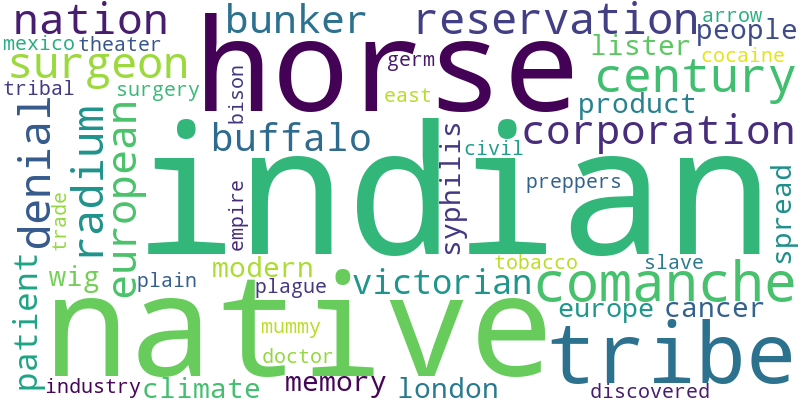 nation
bunker
reservation
arrow
people
mexico
theater
surgeon
horse
germ
lister
cocaine
tribal
surgery
bison
east
century
product
denial
radium
european
buffalo
syphilis
civil
corporation
indian
preppers
spread
trade
empire
patient
wig
plain
modern
plague
victorian
tobacco
slave
comanche
native
mummy
doctor
europe
cancer
tribe
industry
climate
memory
london
discovered